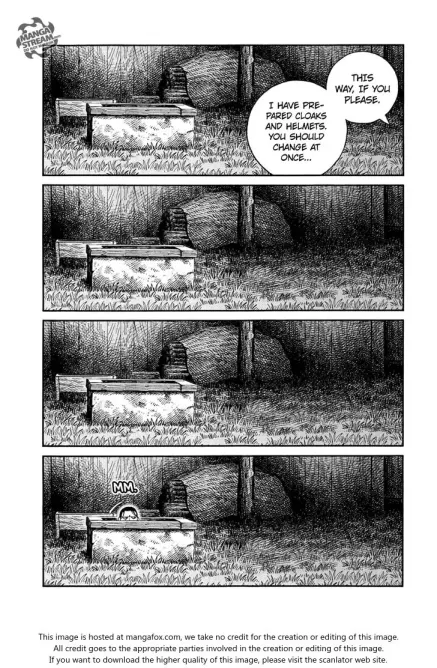 MANGA
STREAM
THIS
WAY, IF YOU
PLEASE.
I HAVE PRE-
PARED CLOAKS
AND HELMETS.
YOU SHOULD
CHANGE AT
ONCE...
MM.
This image is hosted at mangafox.com, we take no credit for the creation or editing of this image.
All credit goes to the appropriate parties involved in the creation or editing of this image.
If you want to download the higher quality of this image, please visit the scanlator web site.